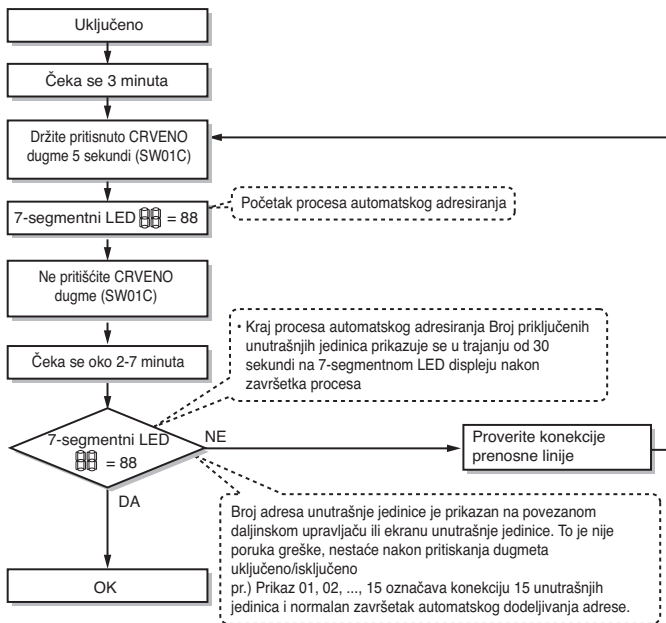 Uključeno
Čeka se 3 minuta
Držite pritisnuto CRVENO
dugme 5 sekundi (SW01C)
7-segmentni LED 88 = 88
Početak procesa automatskog adresiranja
Ne pritišćite CRVENO
dugme (SW01C)
• Kraj procesa automatskog adresiranja Broj priključenih
unutrašnjih jedinica prikazuje se u trajanju od 30
sekundi na 7-segmentnom LED displeju nakon
završetka procesa
Čeka se oko 2-7 minuta
7-segmentni LED
88 = 88
NE
Proverite konekcije
prenosne linije
DA
Broj adresa unutrašnje jedinice je prikazan na povezanom
daljinskom upravljaču ili ekranu unutrašnje jedinice. To je nije
poruka greške, nestaće nakon pritiskanja dugmeta
uključeno/isključeno
pr.) Prikaz 01, 02, ..., 15 označava konekciju 15 unutrašnjih
jedinica i normalan završetak automatskog dodeljivanja adrese.
OK